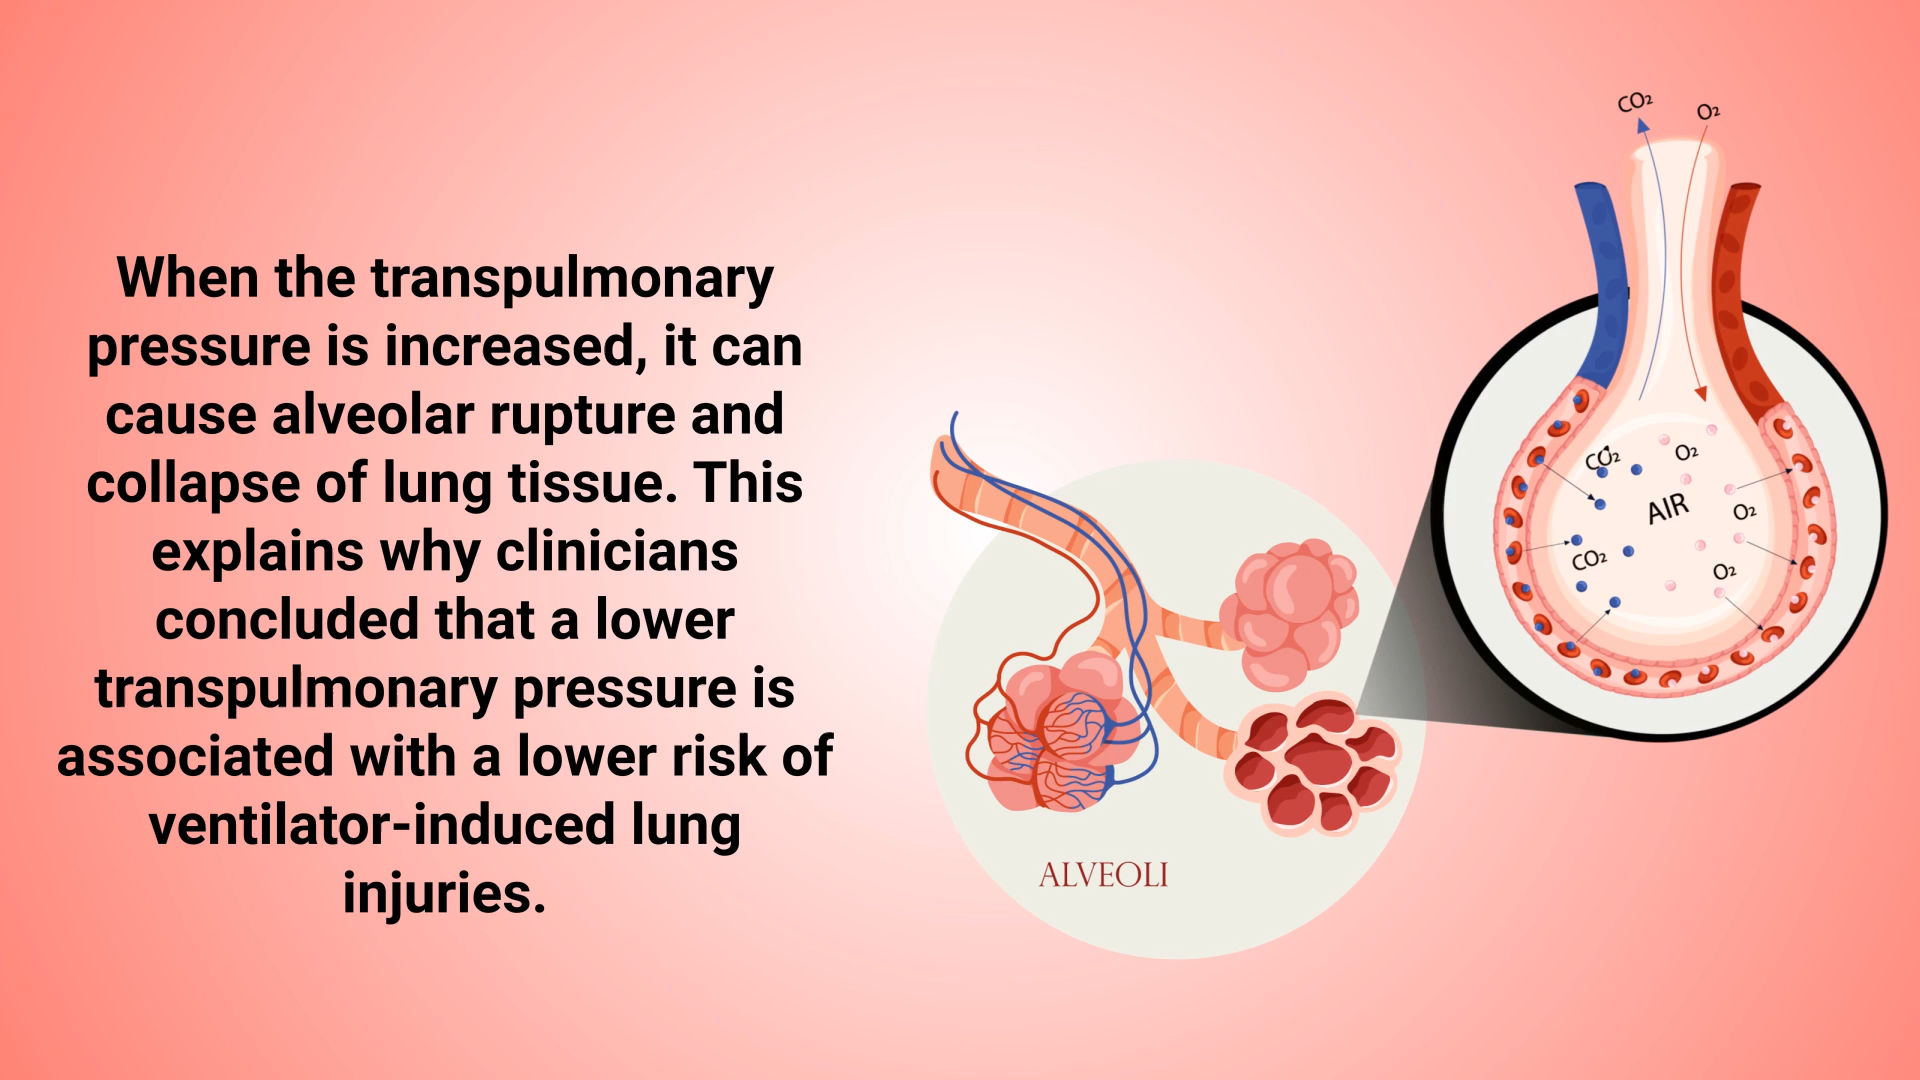 When the transpulmonary
pressure is increased, it can
cause alveolar rupture and
collapse of lung tissue. This
explains why clinicians
concluded that a lower
transpulmonary pressure is
associated with a lower risk of
ventilator-induced lung
injuries.
ALVEOLI
CO₂
O₂
CO₂
O₂
AIR
O₂
CO₂
O₂